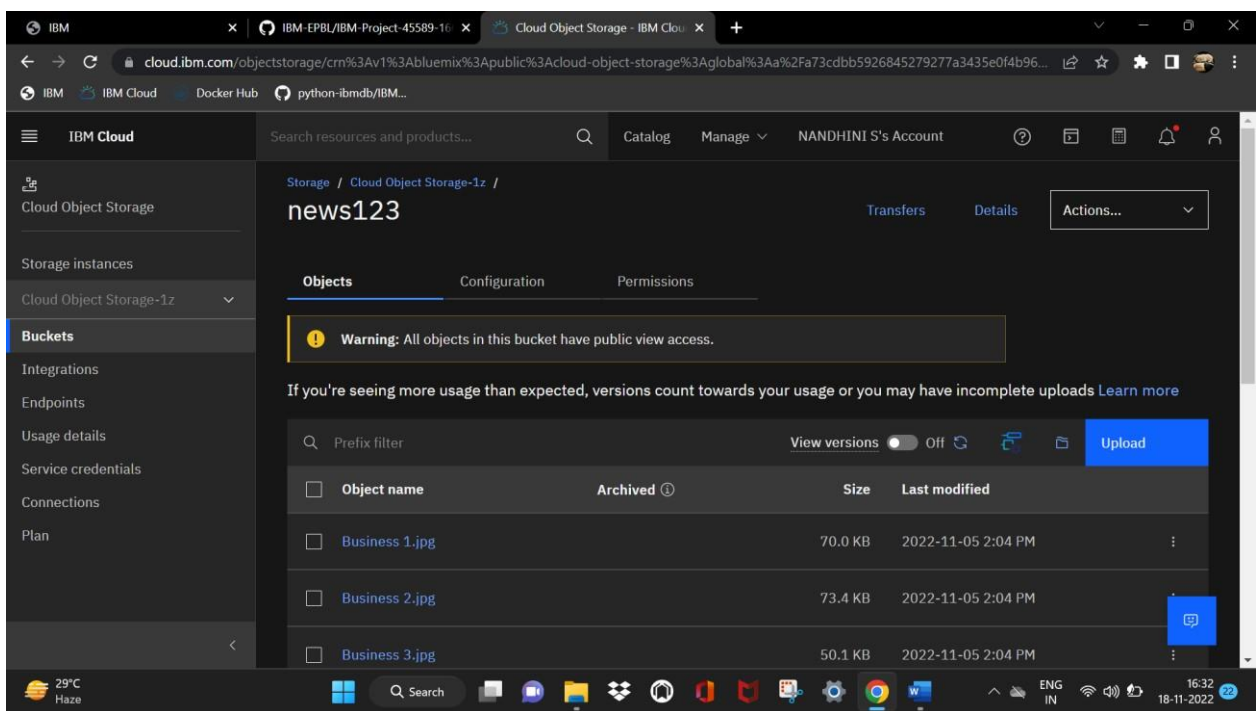 IBM
IBM-EPBL/IBM-Project-45589-16
Cloud Object Storage - IBM Clou
cloud.ibm.com/objectstorage/crn%3Av1%3Abluemix%3Apublic%3Acloud-object-storage%3Aglobal%3Aa%2Fa73cdbb5926845279277a3435e0f4b96...
IBM IBM Cloud Docker Hub python-ibmdb/IBM...
IBM Cloud Search resources and products... Catalog Manage NANDHINI S's Account
Cloud Object Storage
Storage instances
Cloud Object Storage-1z
Buckets
Integrations
Endpoints
Usage details
Service credentials
Connections
Plan
Storage / Cloud Object Storage-1z /
news123
Transfers Details Actions...
Objects Configuration Permissions
Warning: All objects in this bucket have public view access.
If you're seeing more usage than expected, versions count towards your usage or you may have incomplete uploads Learn more
Prefix filter View versions Off Upload
Object name Archived Size Last modified
Business 1.jpg 70.0 KB 2022-11-05 2:04 PM
Business 2.jpg 73.4 KB 2022-11-05 2:04 PM
Business 3.jpg 50.1 KB 2022-11-05 2:04 PM
29°C
Haze
Search
ENG
IN
16:32
18-11-2022
22